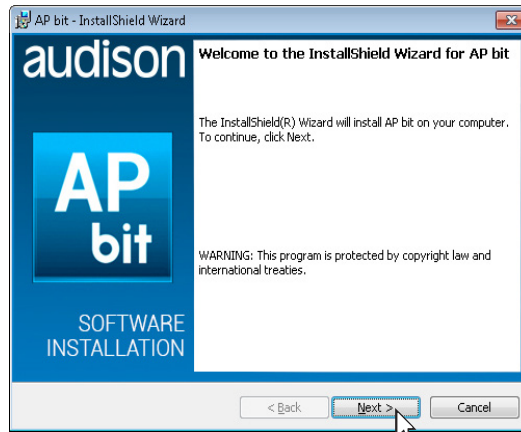 AP bit - InstallShield Wizard
audison
Welcome to the InstallShield Wizard for AP bit
The InstallShield(R) Wizard will install AP bit on your computer.
To continue, click Next.
AP
bit
WARNING: This program is protected by copyright law and
international treaties.
SOFTWARE
INSTALLATION
< Back
Next >
Cancel